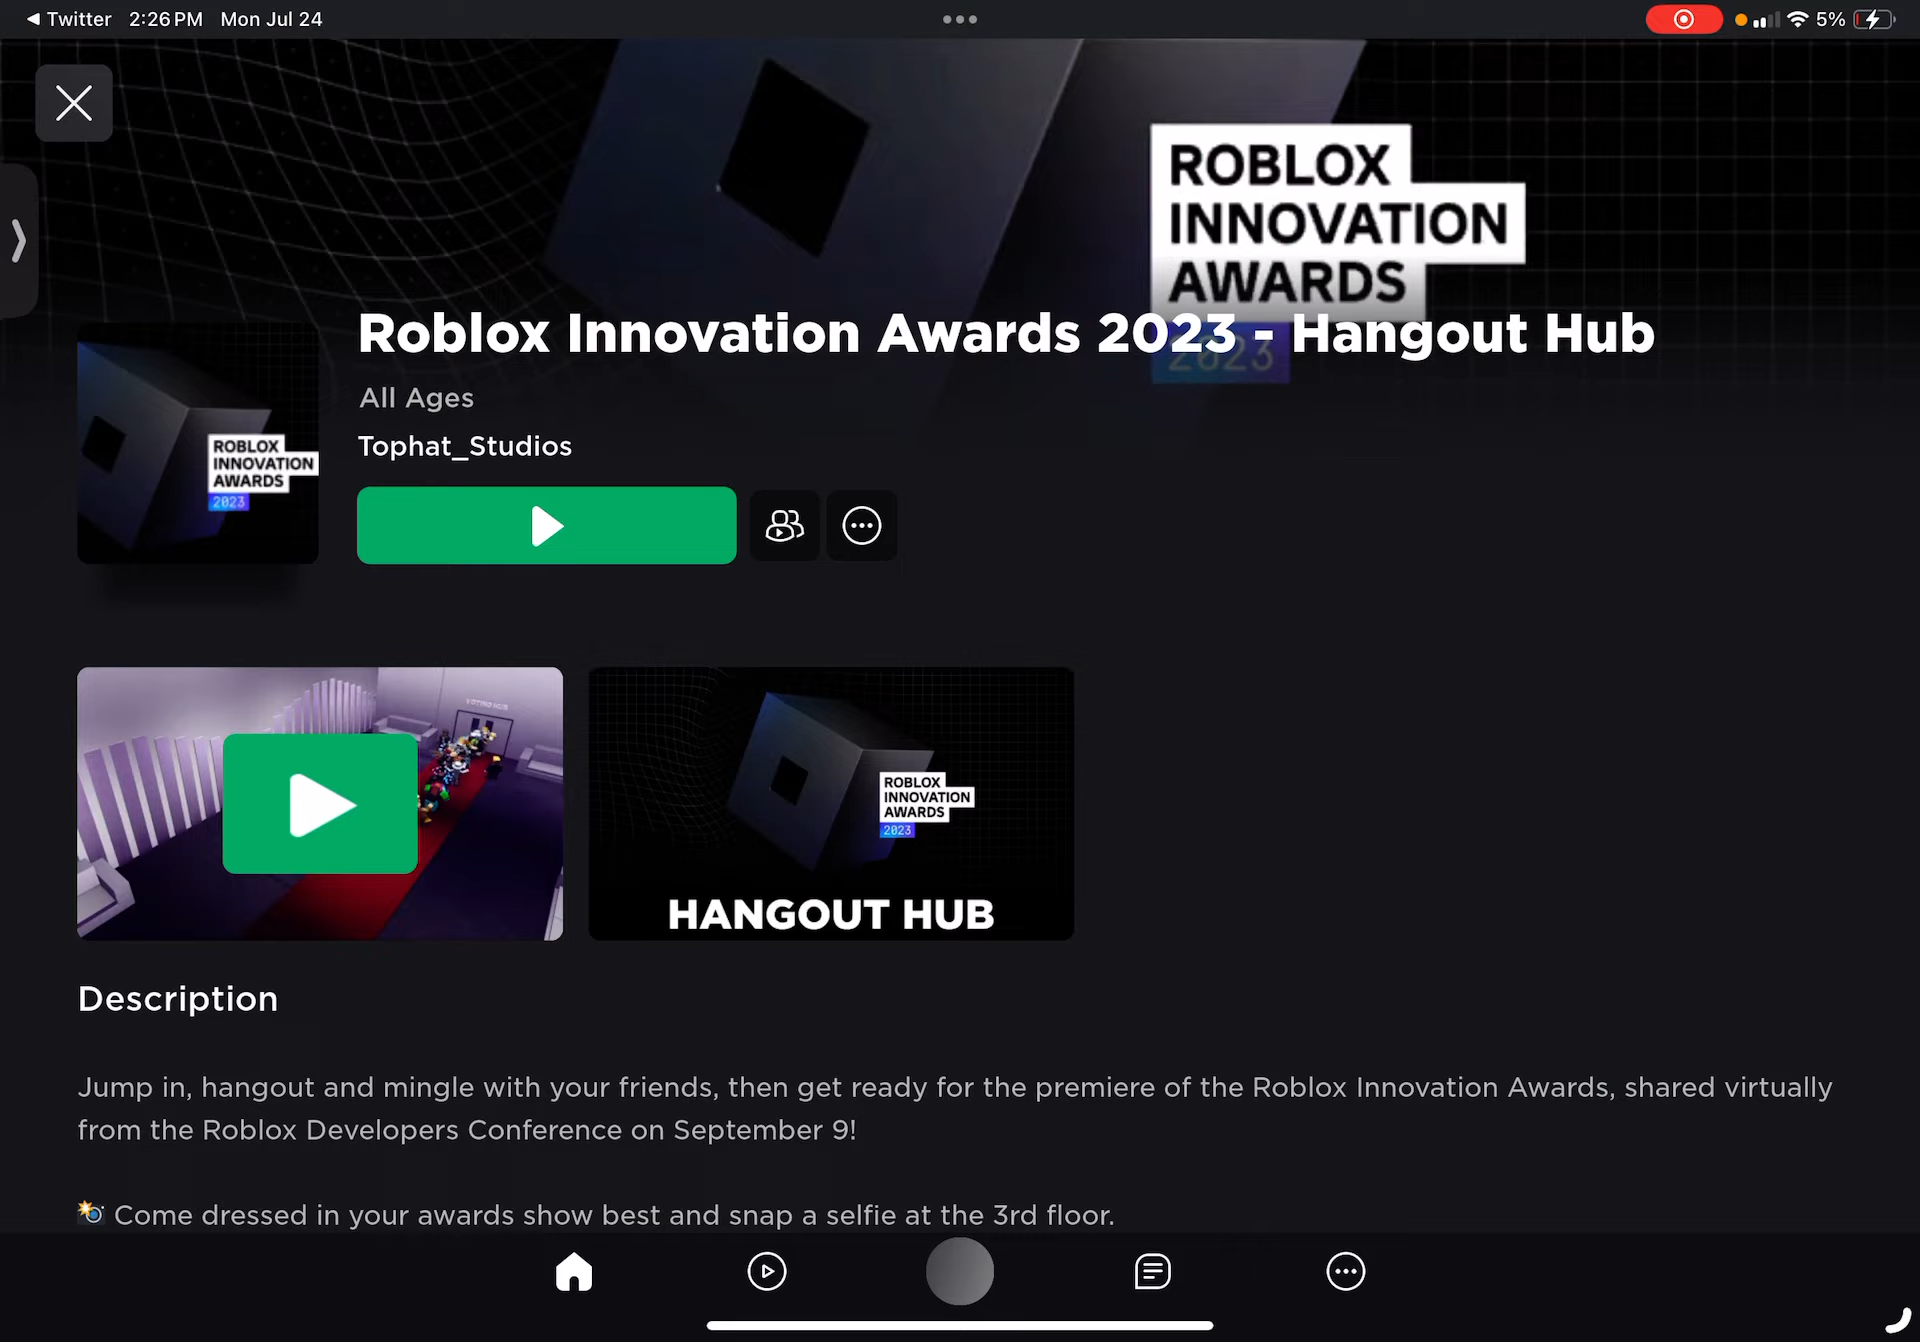 Twitter 2:26 PM Mon Jul 24
5%
ROBLOX
INNOVATION
AWARDS
2023
Roblox Innovation Awards 2023 - Hangout Hub
All Ages
Tophat_Studios
ROBLOX
INNOVATION
AWARDS
2023
VOTING HUB
ROBLOX
INNOVATION
AWARDS
2023
HANGOUT HUB
Description
Jump in, hangout and mingle with your friends, then get ready for the premiere of the Roblox Innovation Awards, shared virtually
from the Roblox Developers Conference on September 9!
Come dressed in your awards show best and snap a selfie at the 3rd floor.